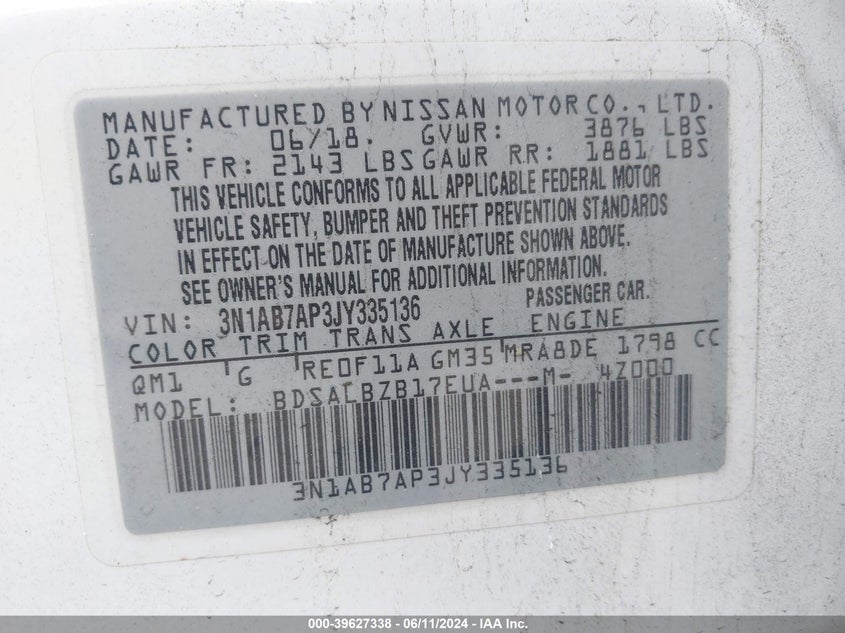 MANUFACTURED BY NISSAN MOTOR CO., LTD.
DATE: 06/18. GVWR: 3876 LBS
GAWR FR: 2143 LBS GAWR RR: 1881 LBS
THIS VEHICLE CONFORMS TO ALL APPLICABLE FEDERAL MOTOR
VEHICLE SAFETY, BUMPER AND THEFT PREVENTION STANDARDS
IN EFFECT ON THE DATE OF MANUFACTURE SHOWN ABOVE.
SEE OWNER'S MANUAL FOR ADDITIONAL INFORMATION.
VIN: 3N1AB7AP3JY335136 PASSENGER CAR.
COLOR TRIM TRANS AXLE ENGINE
QM1 G RE0F11A GM35 MRA8DE 1798 CC
MODEL: BDSALBZB17EUA---M- 4Z000
3N1AB7AP3JY335136
000-39627338 - 06/11/2024 - IAA Inc.